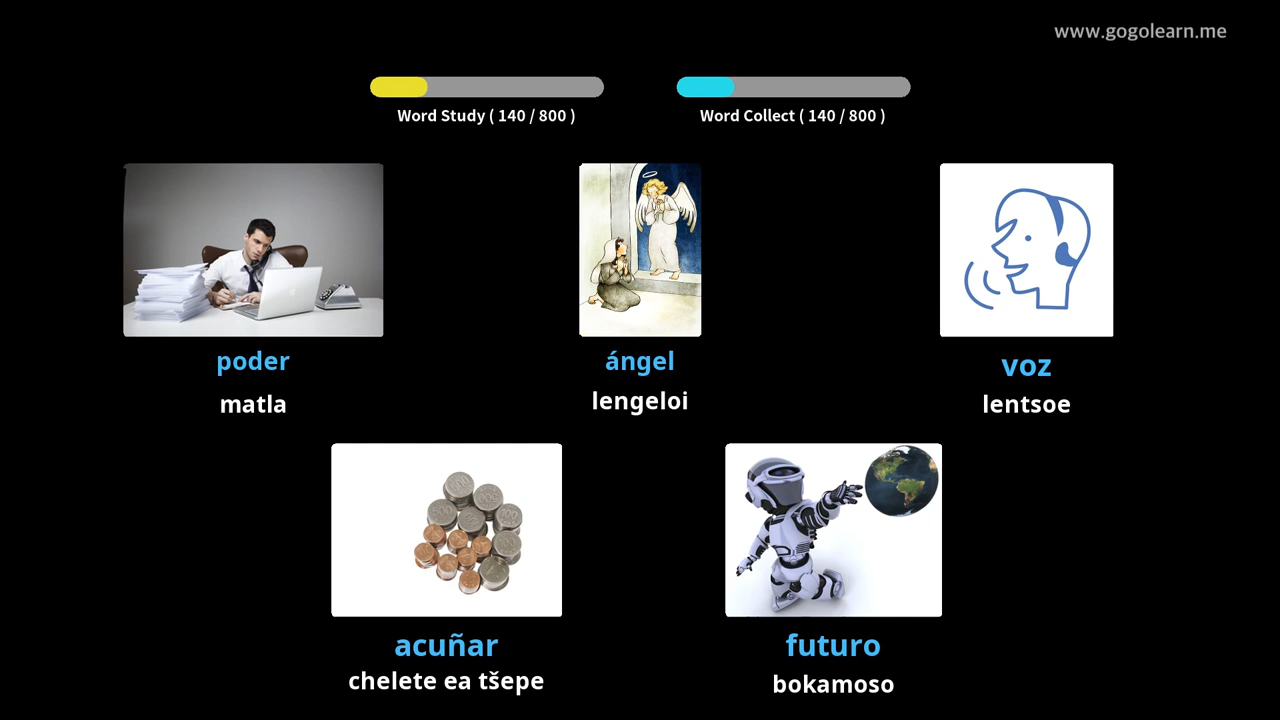 www.gogolearn.me
Word Study ( 140 / 800 )
Word Collect ( 140 / 800 )
poder
matla
ángel
lengeloi
voz
lentsoe
acuñar
chelete ea tšepe
futuro
bokamoso